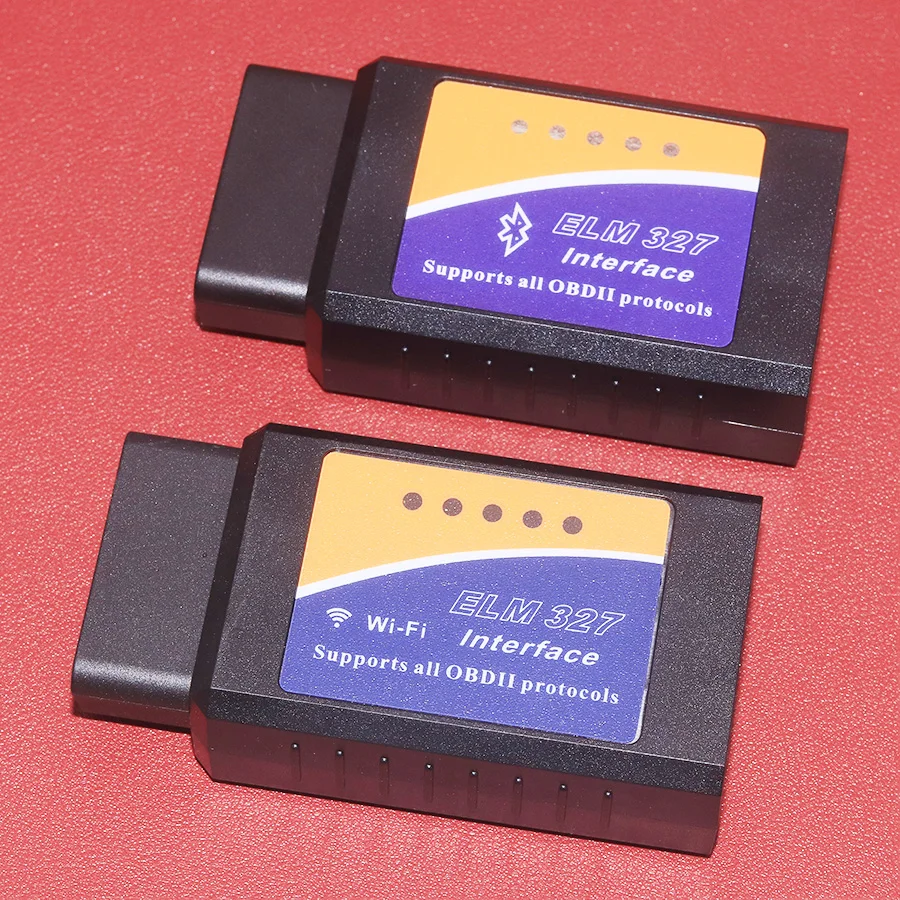 ELM 327
Interface
Supports all OBDII protocols
Wi-Fi
ELM 327
Interface
Supports all OBDII protocols